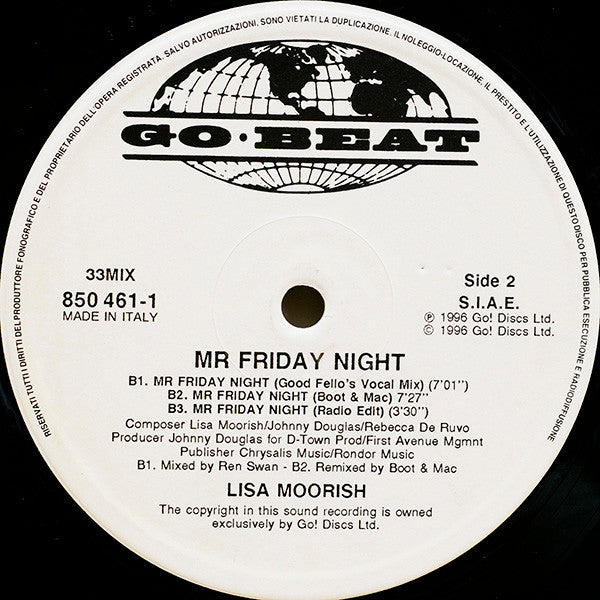 RISERVATI TUTTI I DIRITTI DEL PRODUTTORE FONOGRAFICO E DEL PROPRIETARIO DELL'OPERA REGISTRATA. SALVO AUTORIZZAZIONI, SONO VIETATI LA DUPLICAZIONE, IL NOLEGGIO-LOCAZIONE, IL PRESTITO E L'UTILIZZAZIONE DI QUESTO DISCO PER PUBBLICA ESECUZIONE E RADIODIFFUSIONE
GO·BEAT
33MIX
850 461-1
MADE IN ITALY
Side 2
S.I.A.E.
℗ 1996 Go! Discs Ltd.
© 1996 Go! Discs Ltd.
MR FRIDAY NIGHT
B1. MR FRIDAY NIGHT (Good Fello's Vocal Mix) (7'01'')
B2. MR FRIDAY NIGHT (Boot & Mac) 7'27''
B3. MR FRIDAY NIGHT (Radio Edit) (3'30'')
Composer Lisa Moorish/Johnny Douglas/Rebecca De Ruvo
Producer Johnny Douglas for D-Town Prod/First Avenue Mgmnt
Publisher Chrysalis Music/Rondor Music
B1. Mixed by Ren Swan - B2. Remixed by Boot & Mac
LISA MOORISH
The copyright in this sound recording is owned
exclusively by Go! Discs Ltd.